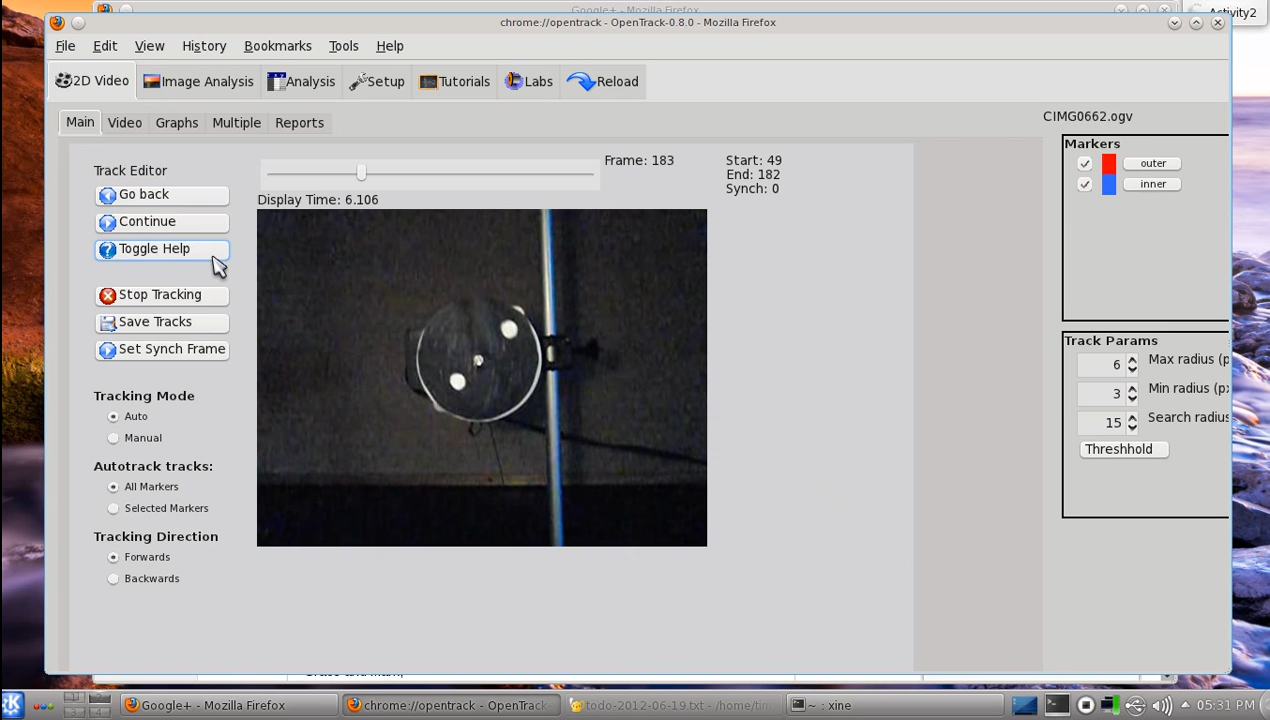 Google+ - Mozilla Firefox
Activity2
chrome://opentrack - OpenTrack-0.8.0 - Mozilla Firefox
File Edit View History Bookmarks Tools Help
2D Video Image Analysis Analysis Setup Tutorials Labs Reload
Main Video Graphs Multiple Reports
CIMG0662.ogv
Track Editor
Go back
Continue
Toggle Help
Stop Tracking
Save Tracks
Set Synch Frame
Tracking Mode
Auto
Manual
Autotrack tracks:
All Markers
Selected Markers
Tracking Direction
Forwards
Backwards
Frame: 183
Start: 49
End: 182
Synch: 0
Display Time: 6.106
Markers
outer
inner
Track Params
6 Max radius (p
3 Min radius (px
15 Search radius
Threshhold
Google+ - Mozilla Firefox
chrome://opentrack - OpenTrack-
todo-2012-06-19.txt - /home/tim
~ : xine
05:31 PM